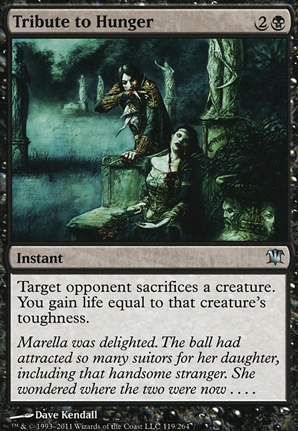 Tribute to Hunger 2
Instant
Target opponent sacrifices a creature.
You gain life equal to that creature's
toughness.
Marella was delighted. The ball had
attracted so many suitors for her daughter,
including that handsome stranger. She
wondered where the two were now . . . .
Dave Kendall
™ & © 1993–2011 Wizards of the Coast LLC 119/264